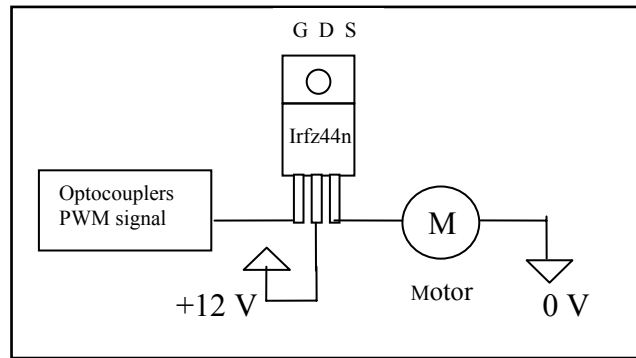 G D S
Irfz44n
Optocouplers
PWM signal
M
+12 V
Motor
0 V